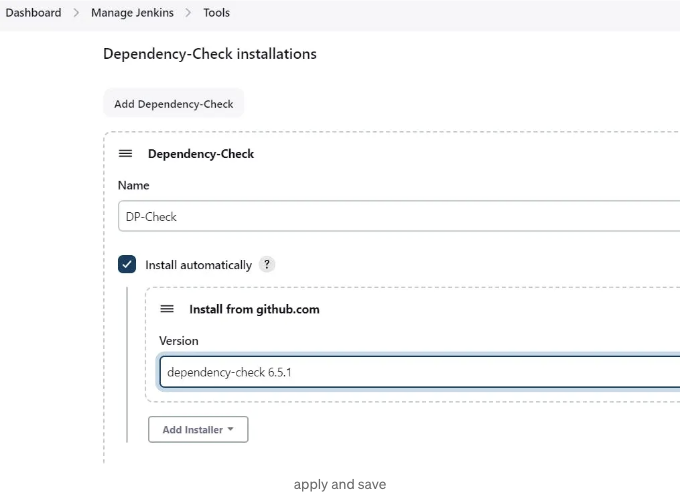 Dashboard > Manage Jenkins > Tools
Dependency-Check installations
Add Dependency-Check
Dependency-Check
Name
DP-Check
Install automatically ?
Install from github.com
Version
dependency-check 6.5.1
Add Installer
apply and save